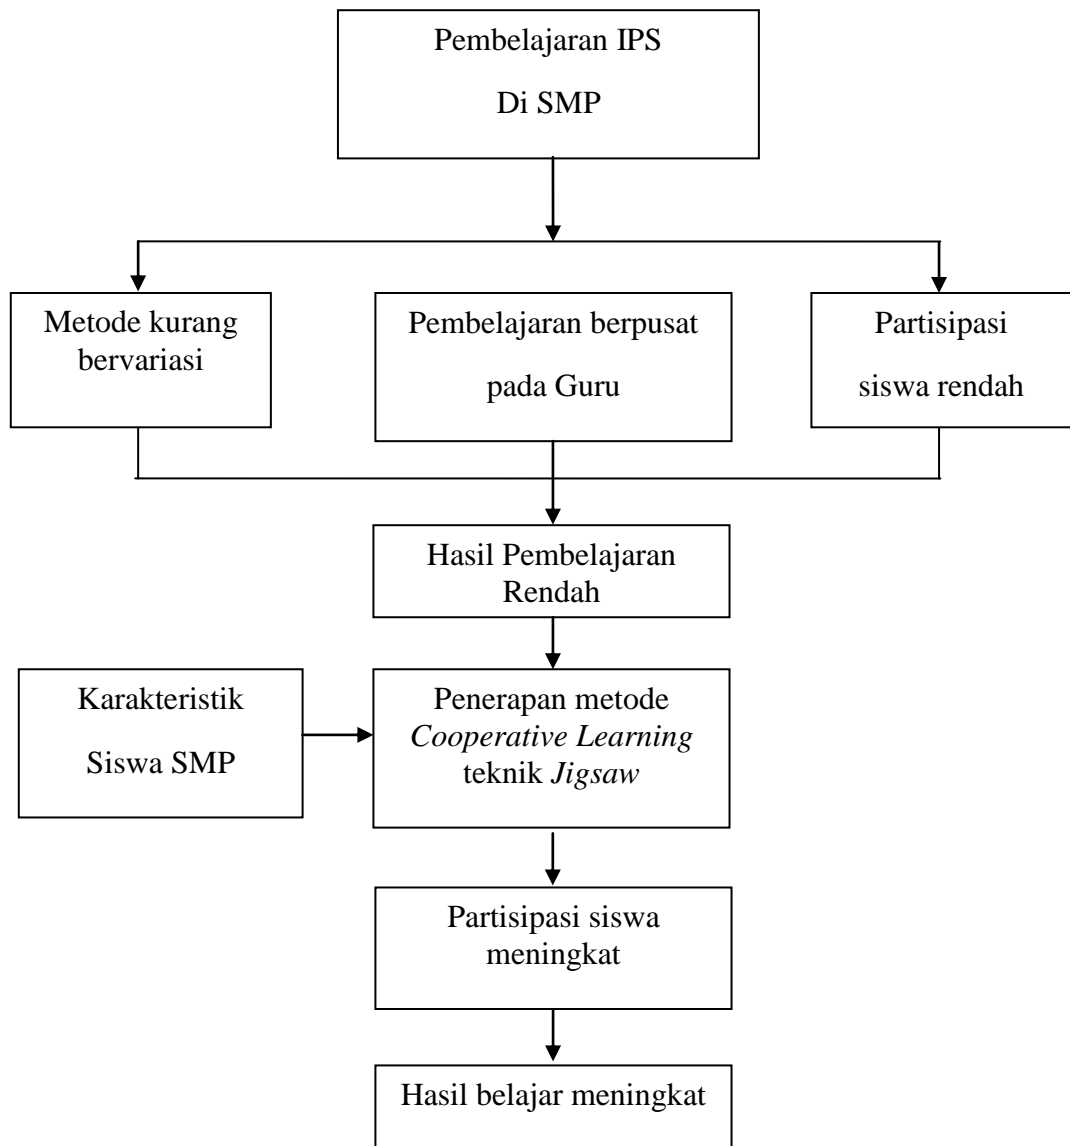 Pembelajaran IPS
Di SMP
Metode kurang
bervariasi
Pembelajaran berpusat
pada Guru
Partisipasi
siswa rendah
Hasil Pembelajaran
Rendah
Karakteristik
Siswa SMP
Penerapan metode
Cooperative Learning
teknik Jigsaw
Partisipasi siswa
meningkat
Hasil belajar meningkat